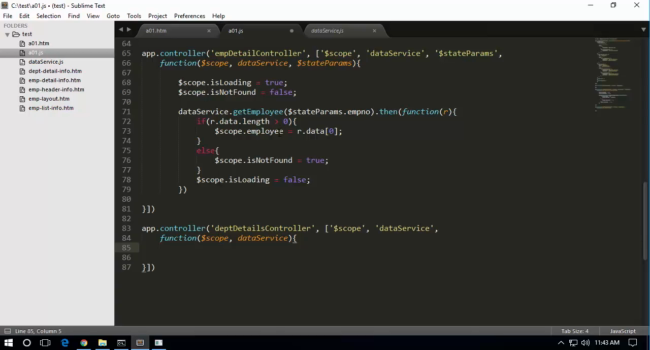 C:\test\a01.js • (test) - Sublime Text
File Edit Selection Find View Goto Tools Project Preferences Help
FOLDERS
test
a01.htm
a01.js
dataService.js
dept-detail-info.htm
emp-detail-info.htm
emp-header-info.htm
emp-layout.htm
emp-list-info.htm
a01.htm
a01.js
dataService.js
64
65 app.controller('empDetailController', ['$scope', 'dataService', '$stateParams',
66 function($scope, dataService, $stateParams){
67
68 $scope.isLoading = true;
69 $scope.isNotFound = false;
70
71 dataService.getEmployee($stateParams.empno).then(function(r){
72 if(r.data.length > 0){
73 $scope.employee = r.data[0];
74 }
75 else{
76 $scope.isNotFound = true;
77 }
78 $scope.isLoading = false;
79 })
80
81 }])
82
83 app.controller('deptDetailsController', ['$scope', 'dataService',
84 function($scope, dataService){
85
86
87 }])
Line 85, Column 5
Tab Size: 4
JavaScript
11:43 AM